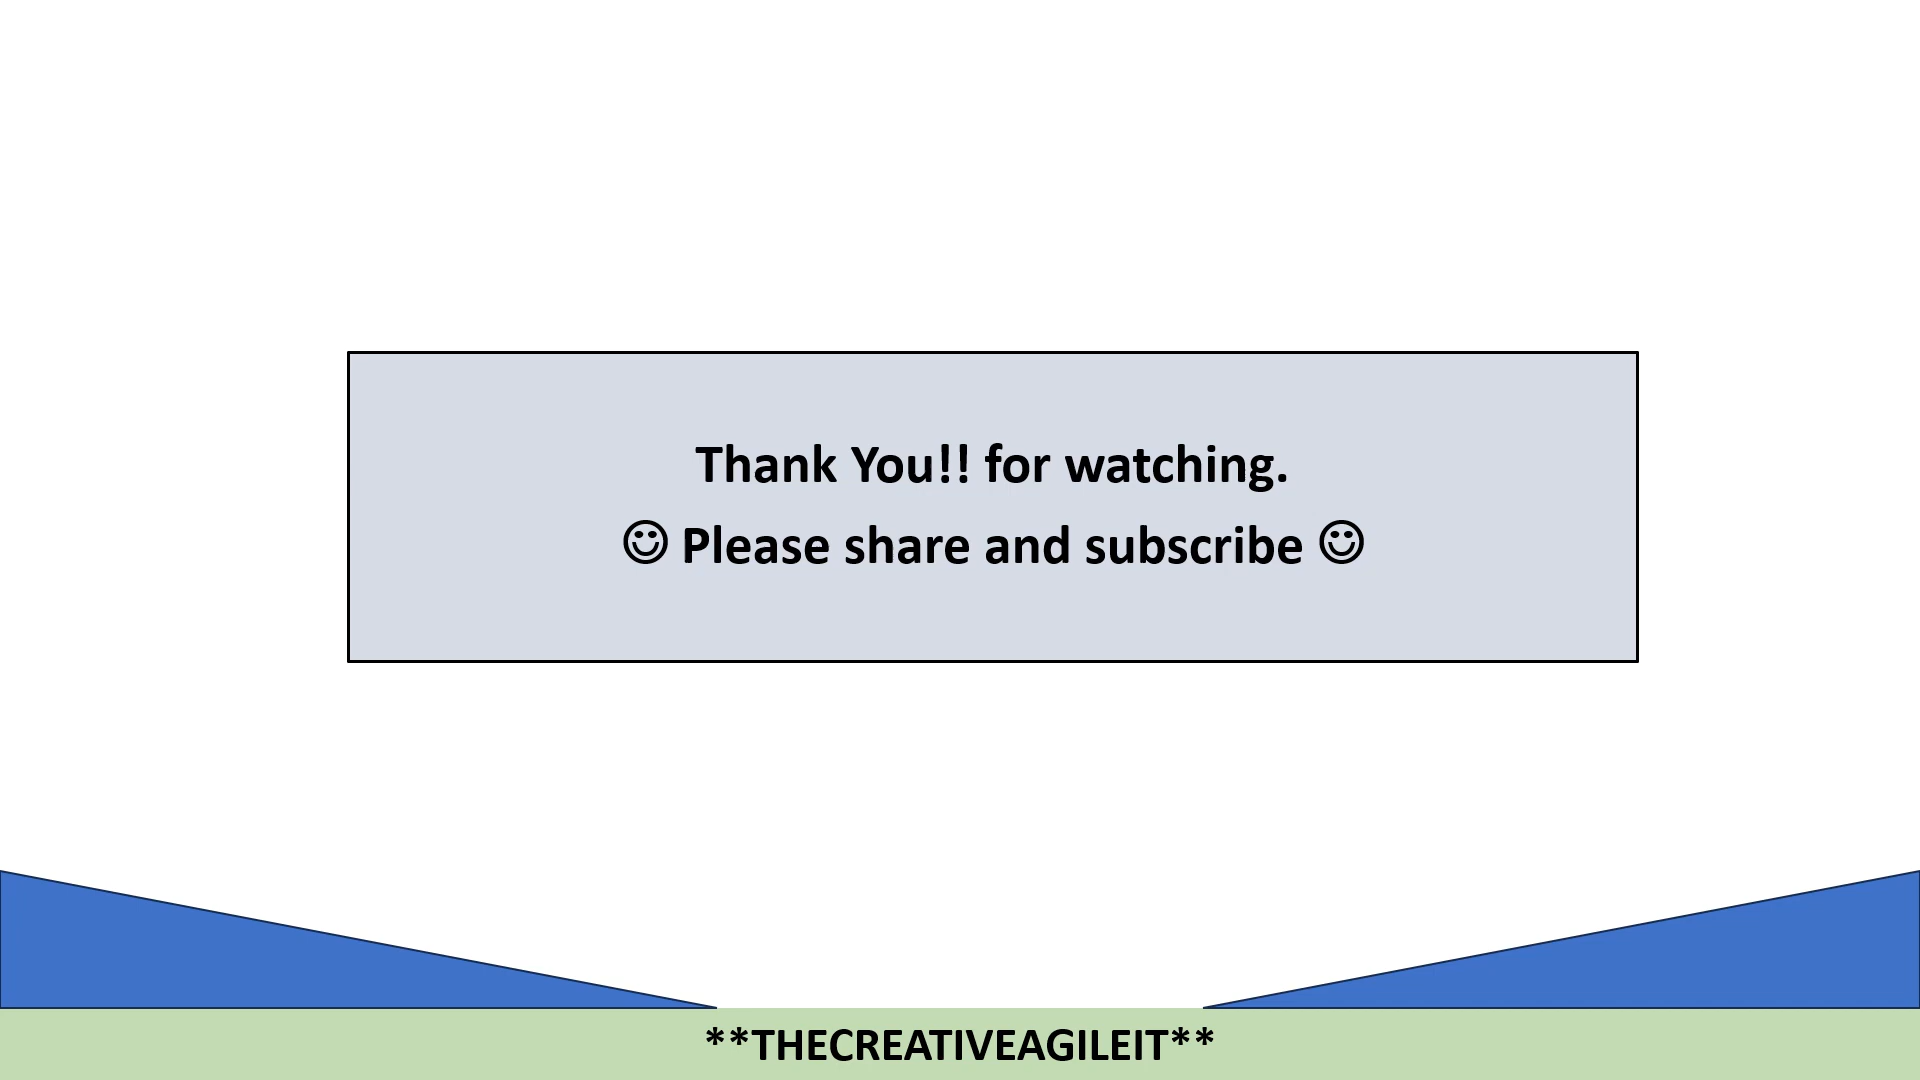 Thank You!! for watching.
☺ Please share and subscribe ☺
**THECREATIVEAGILEIT**